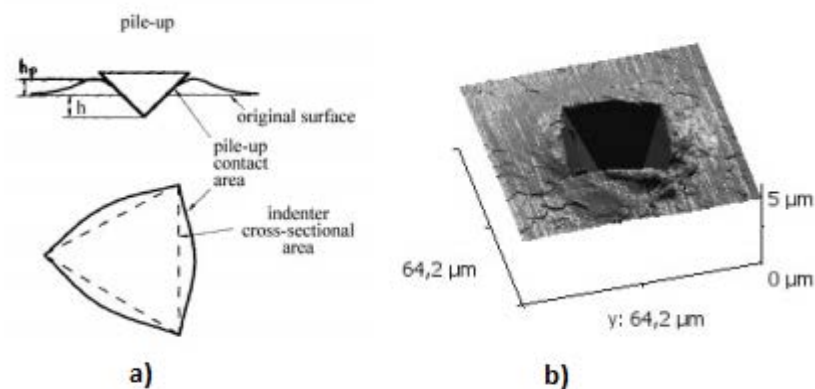 pile-up
hp
h
original surface
pile-up
contact
area
indenter
cross-sectional
area
a)
5 µm
64,2 µm
0 µm
y: 64,2 µm
b)